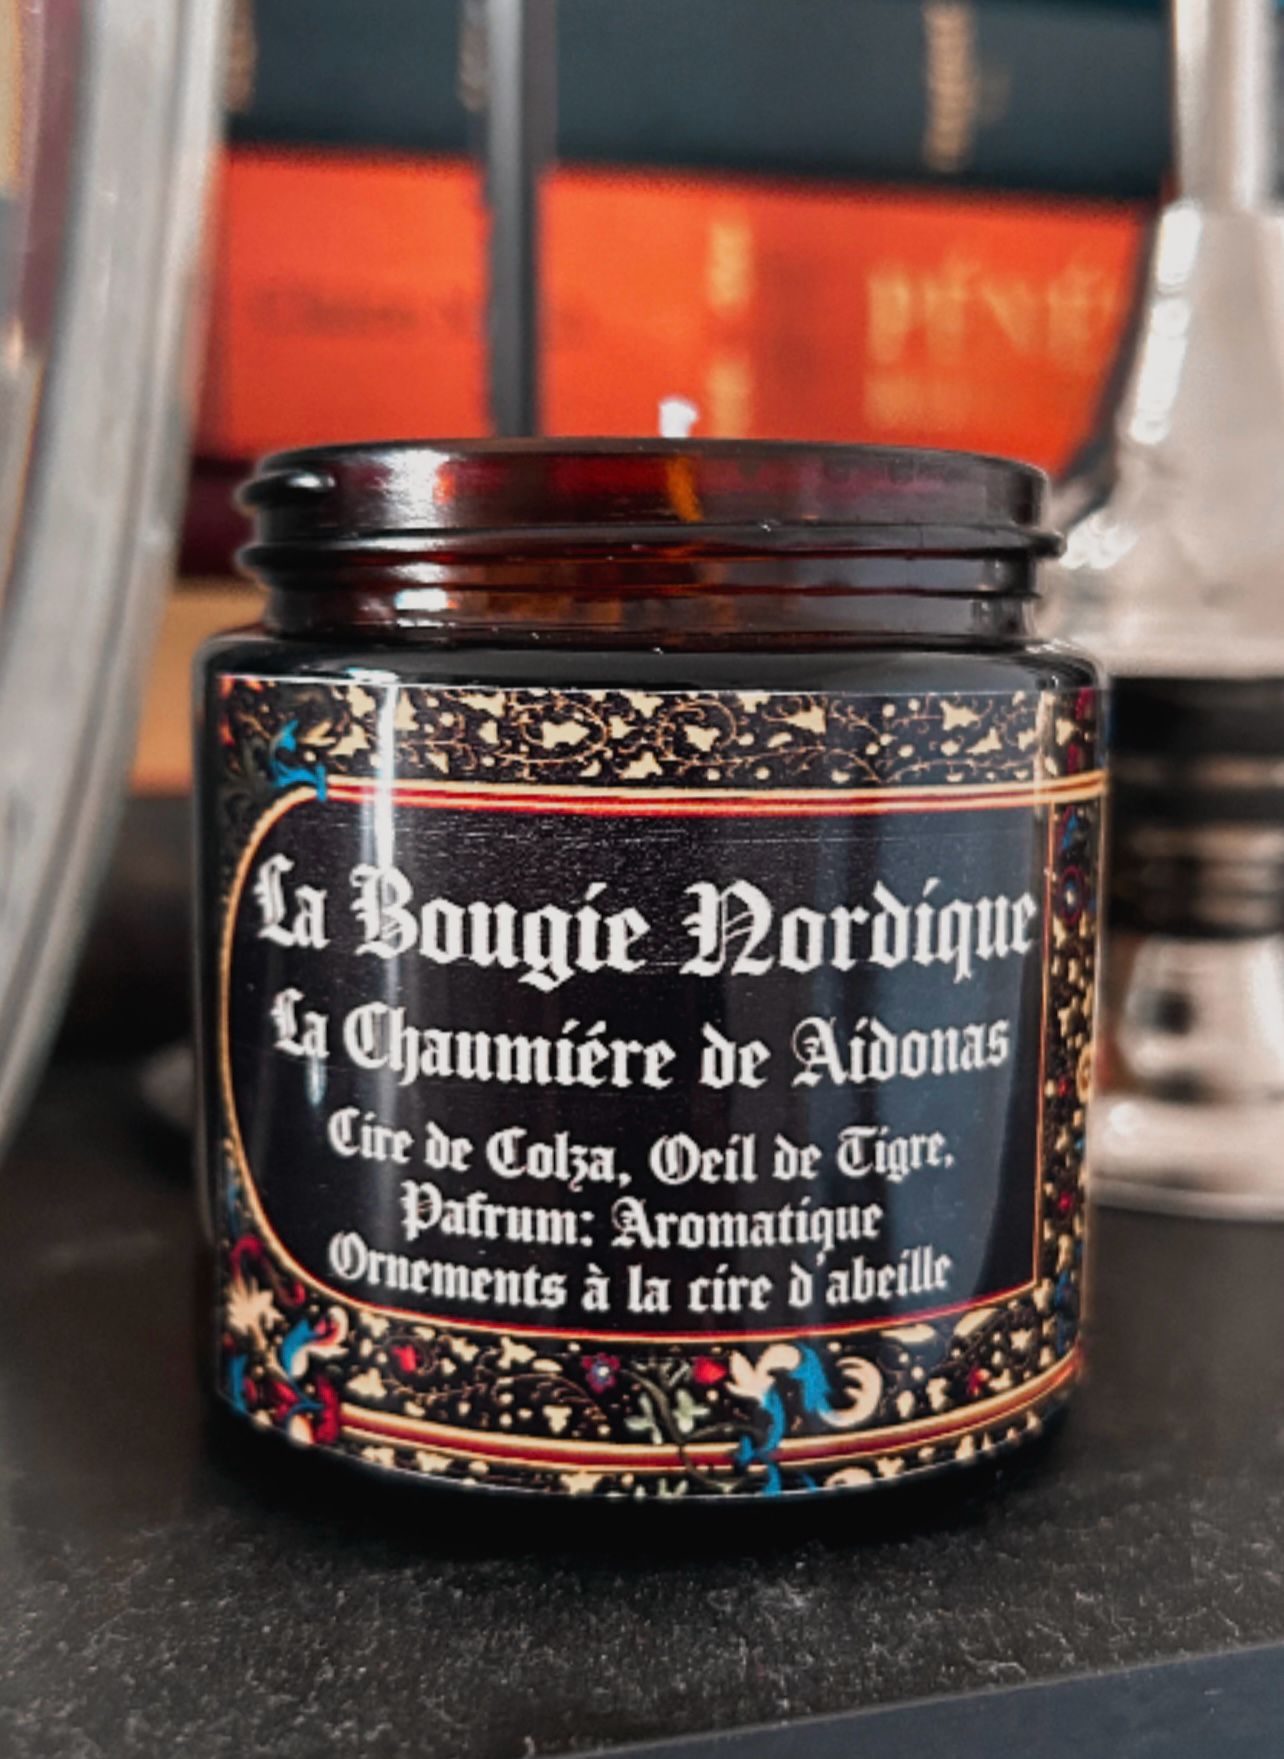 La Bougie Nordique
La Chaumiére de Aidonas
Cire de Colza, Oeil de Tigre,
Pafrum: Aromatique
Ornements à la cire d'abeille